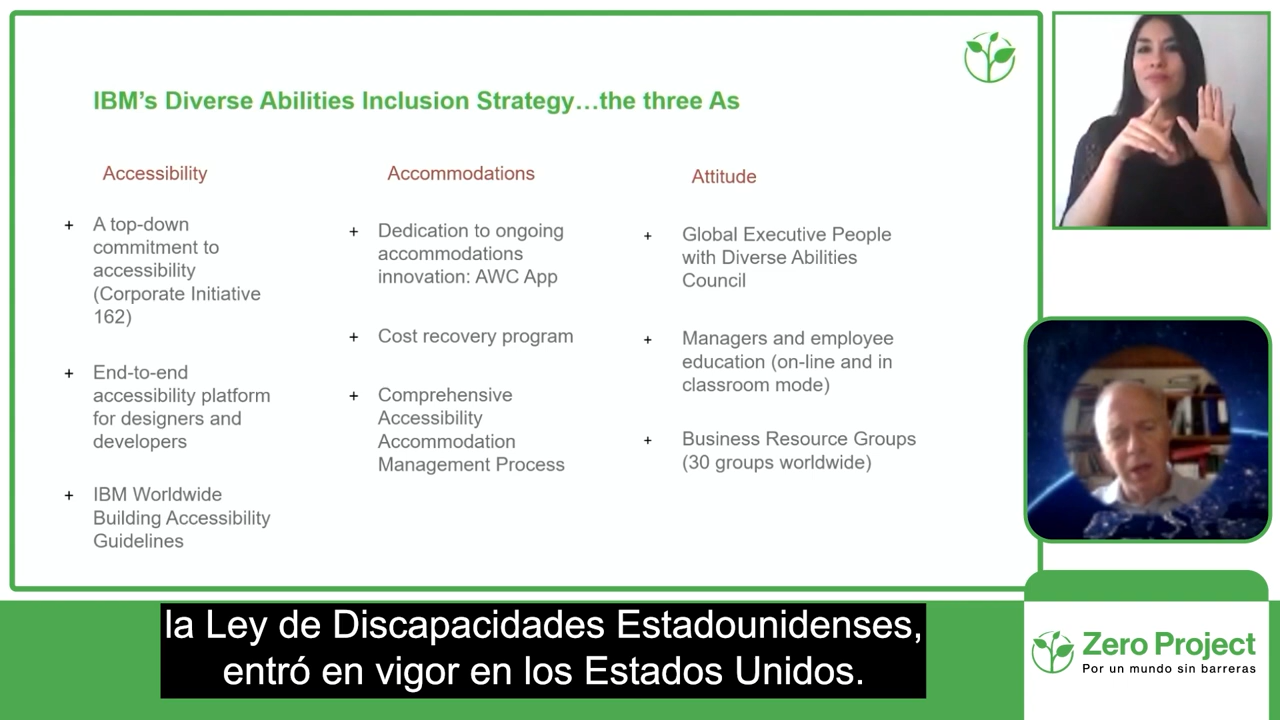 IBM’s Diverse Abilities Inclusion Strategy…the three As
Accessibility
+ A top-down
commitment to
accessibility
(Corporate Initiative
162)
+ End-to-end
accessibility platform
for designers and
developers
+ IBM Worldwide
Building Accessibility
Guidelines
Accommodations
+ Dedication to ongoing
accommodations
innovation: AWC App
+ Cost recovery program
+ Comprehensive
Accessibility
Accommodation
Management Process
Attitude
+ Global Executive People
with Diverse Abilities
Council
+ Managers and employee
education (on-line and in
classroom mode)
+ Business Resource Groups
(30 groups worldwide)
la Ley de Discapacidades Estadounidenses,
entró en vigor en los Estados Unidos.
Zero Project
Por un mundo sin barreras